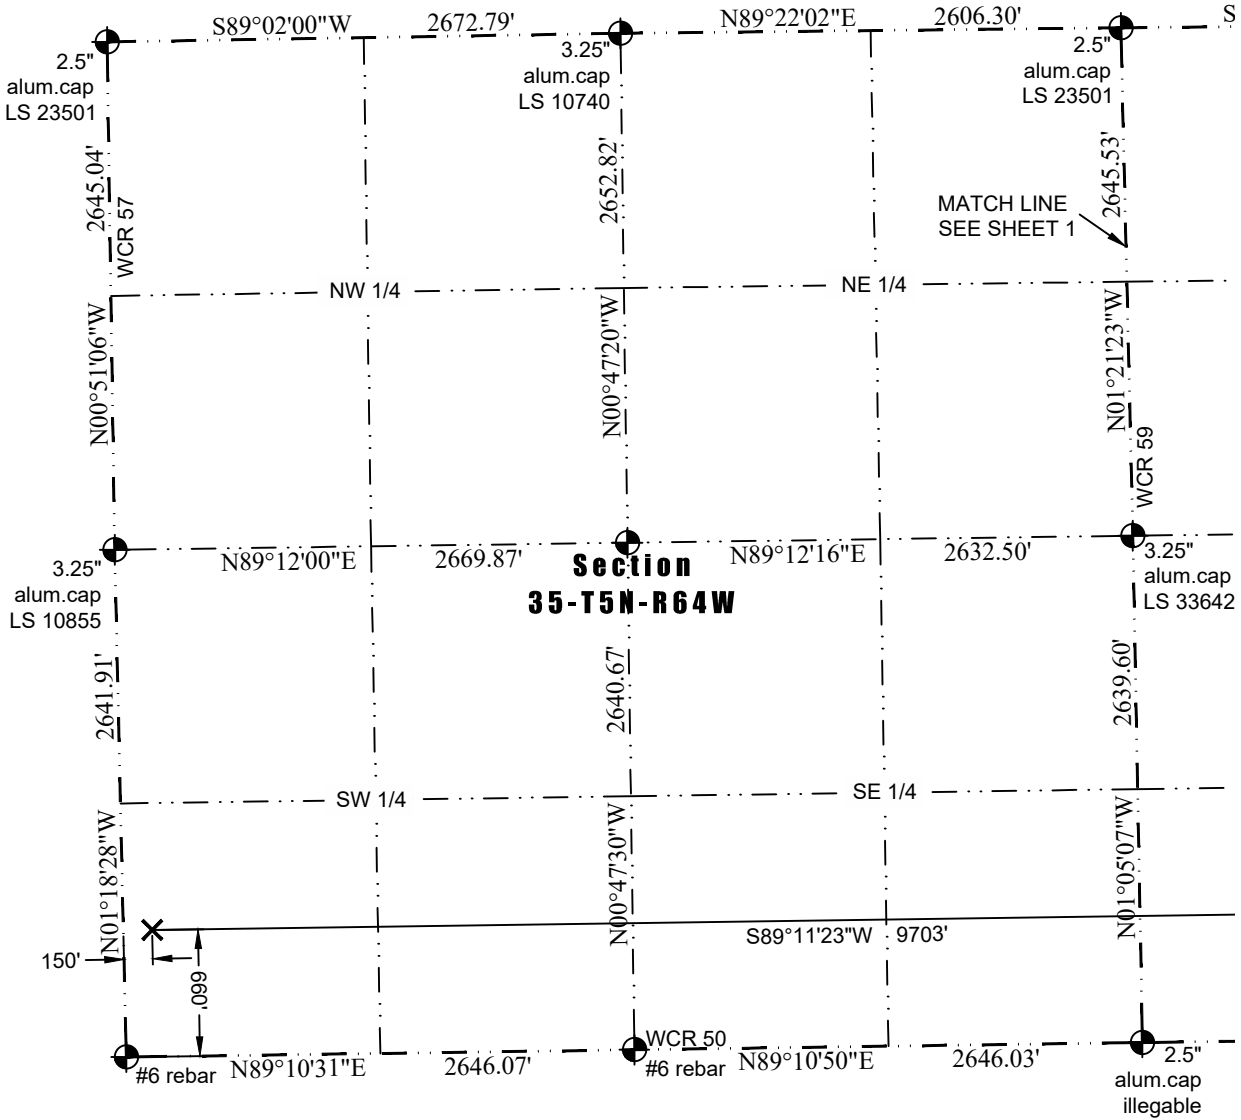 S89°02'00"W
2672.79'
N89°22'02"E
2606.30'
S
2.5"
alum.cap
LS 23501
3.25"
alum.cap
LS 10740
2.5"
alum.cap
LS 23501
2645.04'
WCR 57
2652.82'
2645.53'
MATCH LINE
SEE SHEET 1
NW 1/4
NE 1/4
N00°51'06"W
N00°47'20"W
N01°21'23"W
WCR 59
N89°12'00"E
2669.87'
N89°12'16"E
2632.50'
3.25"
alum.cap
LS 10855
Section
35-T5N-R64W
3.25"
alum.cap
LS 33642
2641.91'
2640.67'
2639.60'
SW 1/4
SE 1/4
N01°18'28"W
N00°47'30"W
N01°05'07"W
S89°11'23"W
9703'
150'
660'
WCR 50
#6 rebar
N89°10'31"E
2646.07'
#6 rebar
N89°10'50"E
2646.03'
2.5"
alum.cap
illegable